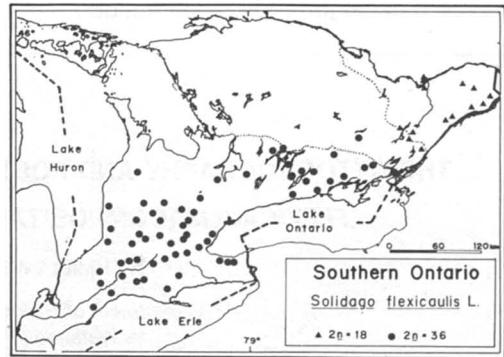 Lake
Huron
Lake
Ontario
0 60 120
Southern Ontario
Solidago flexicaulis L.
▲ 2n = 18 ● 2n = 36
Lake Erie
79°